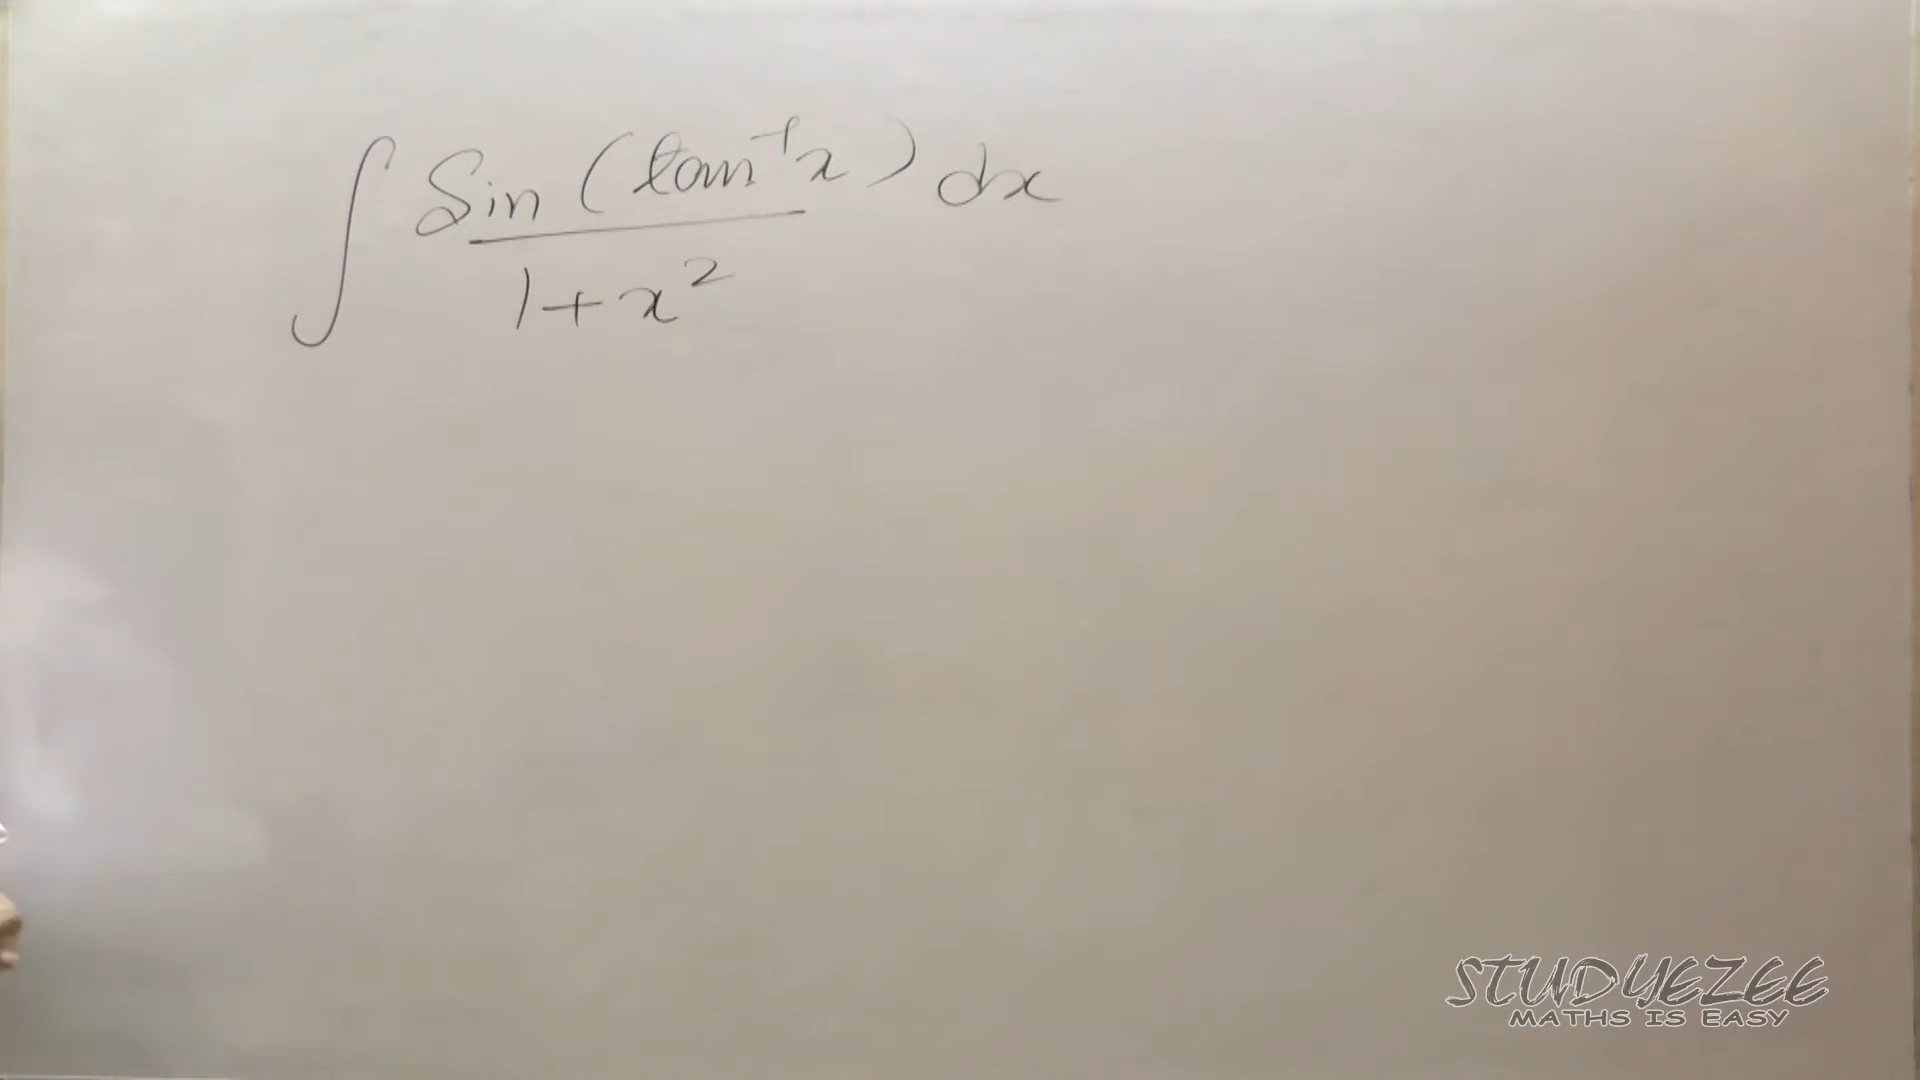 ∫ Sin (tan⁻¹x) dx
1+x²
STUDYEZEE
MATHS IS EASY